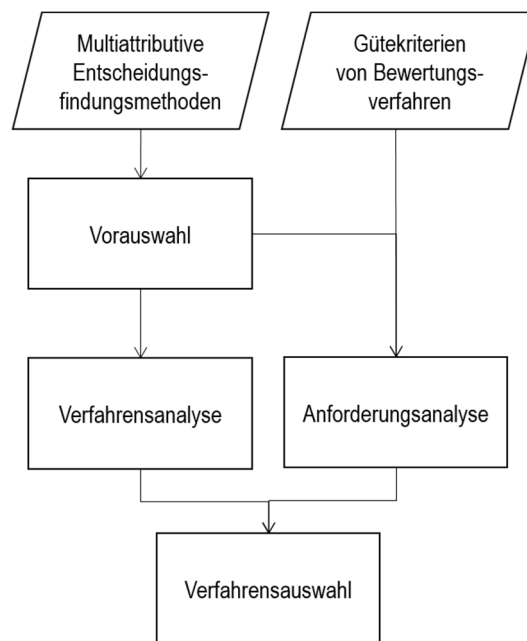 Multiattributive
Entscheidungs-
findungsmethoden
Gütekriterien
von Bewertungs-
verfahren
Vorauswahl
Verfahrensanalyse
Anforderungsanalyse
Verfahrensauswahl